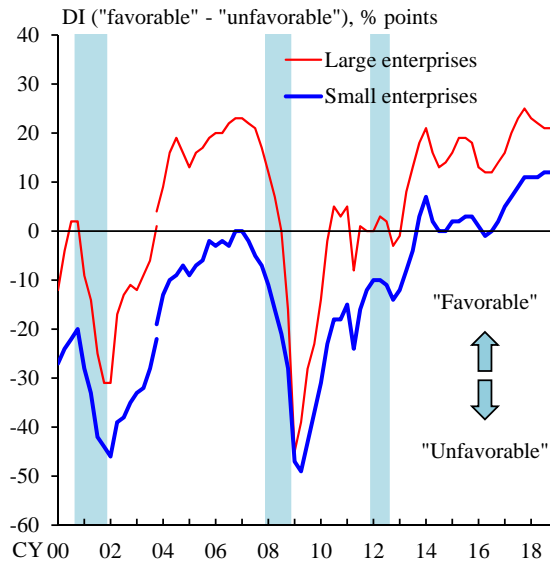 DI ("favorable" - "unfavorable"), % points
40
30
20
10
0
-10
-20
-30
-40
-50
-60
Large enterprises
Small enterprises
"Favorable"
"Unfavorable"
CY 00 02 04 06 08 10 12 14 16 18